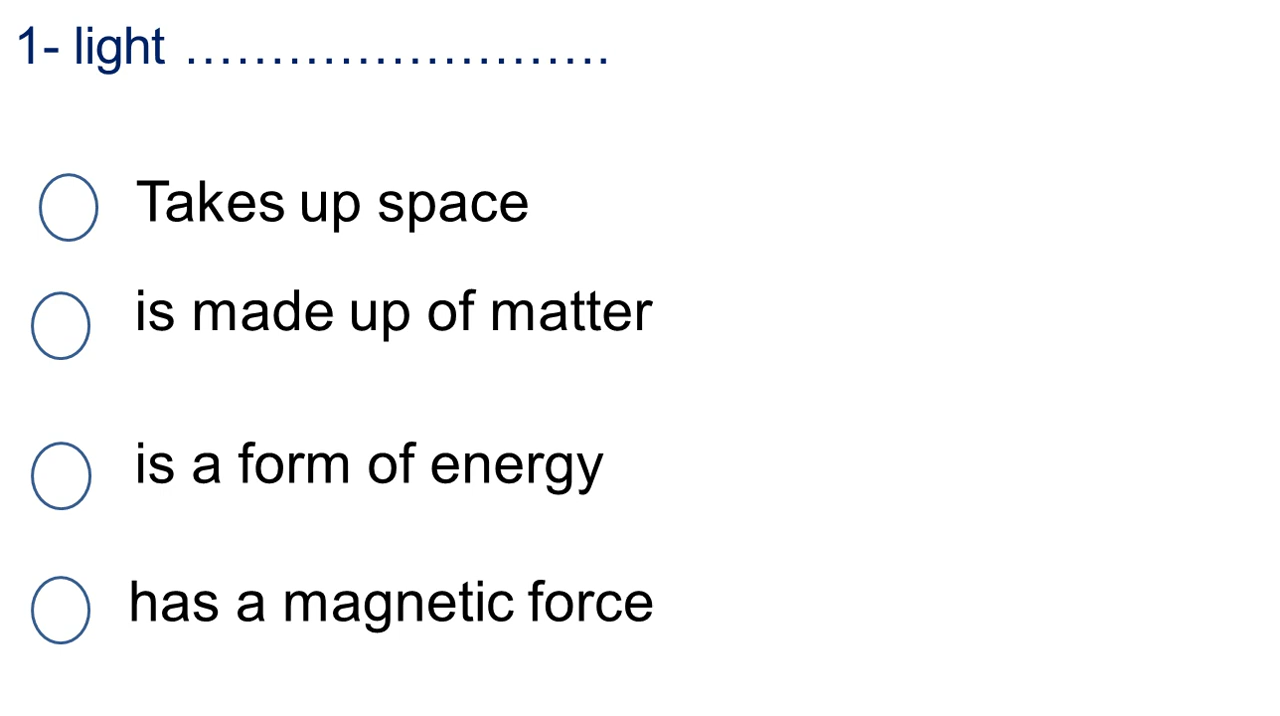 1- light ……………………….
Takes up space
is made up of matter
is a form of energy
has a magnetic force